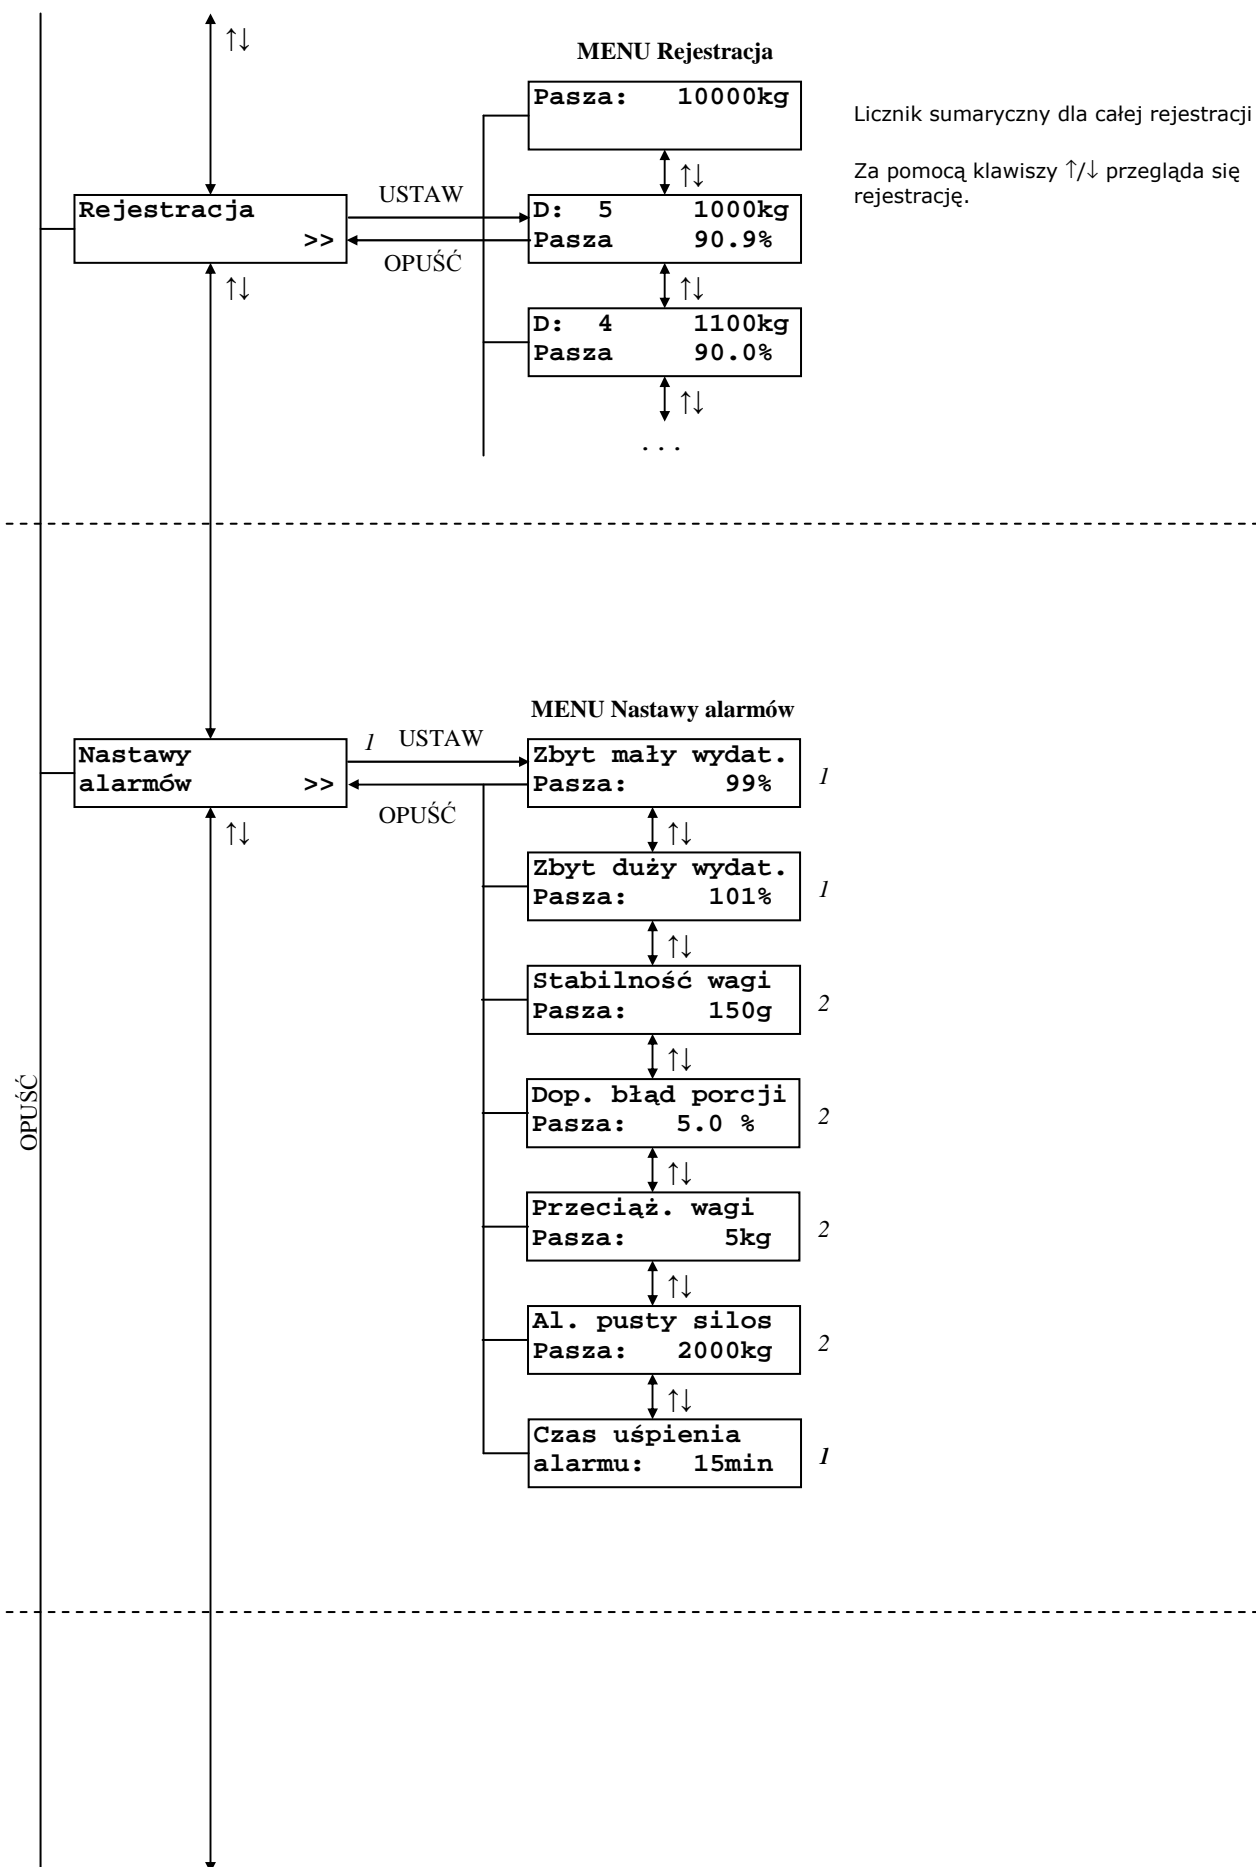 ↑↓
MENU Rejestracja
Pasza: 10000kg
Licznik sumaryczny dla całej rejestracji
↑↓
Za pomocą klawiszy ↑/↓ przegląda się
rejestrację.
Rejestracja
>>
USTAW
OPUŚĆ
D: 5 1000kg
Pasza 90.9%
↑↓
↑↓
D: 4 1100kg
Pasza 90.0%
↑↓
. . .
MENU Nastawy alarmów
Nastawy
alarmów >>
1 USTAW
OPUŚĆ
Zbyt mały wydat.
Pasza: 99%
1
↑↓
↑↓
Zbyt duży wydat.
Pasza: 101%
1
↑↓
Stabilność wagi
Pasza: 150g
2
↑↓
Dop. błąd porcji
Pasza: 5.0 %
2
OPUŚĆ
↑↓
Przeciąż. wagi
Pasza: 5kg
2
↑↓
Al. pusty silos
Pasza: 2000kg
2
↑↓
Czas uśpienia
alarmu: 15min
1